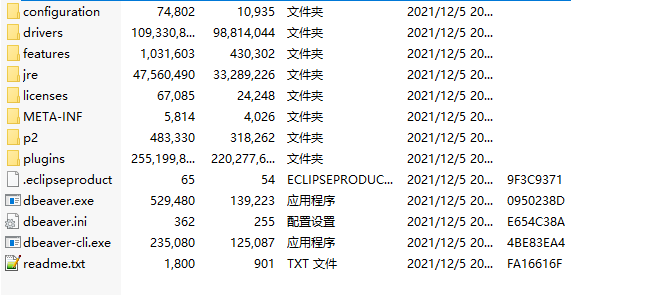 configuration 74,802 10,935 文件夹 2021/12/5 20...
drivers 109,330,8... 98,814,044 文件夹 2021/12/5 20...
features 1,031,603 430,302 文件夹 2021/12/5 20...
jre 47,560,490 33,289,226 文件夹 2021/12/5 20...
licenses 67,085 24,248 文件夹 2021/12/5 20...
META-INF 5,814 4,026 文件夹 2021/12/5 20...
p2 483,330 318,262 文件夹 2021/12/5 20...
plugins 255,199,8... 220,277,6... 文件夹 2021/12/5 20...
.eclipseproduct 65 54 ECLIPSEPRODUC... 2021/12/5 20... 9F3C9371
dbeaver.exe 529,480 139,223 应用程序 2021/12/5 20... 0950238D
dbeaver.ini 362 255 配置设置 2021/12/5 20... E654C38A
dbeaver-cli.exe 235,080 125,087 应用程序 2021/12/5 20... 4BE83EA4
readme.txt 1,800 901 TXT 文件 2021/12/5 20... FA16616F